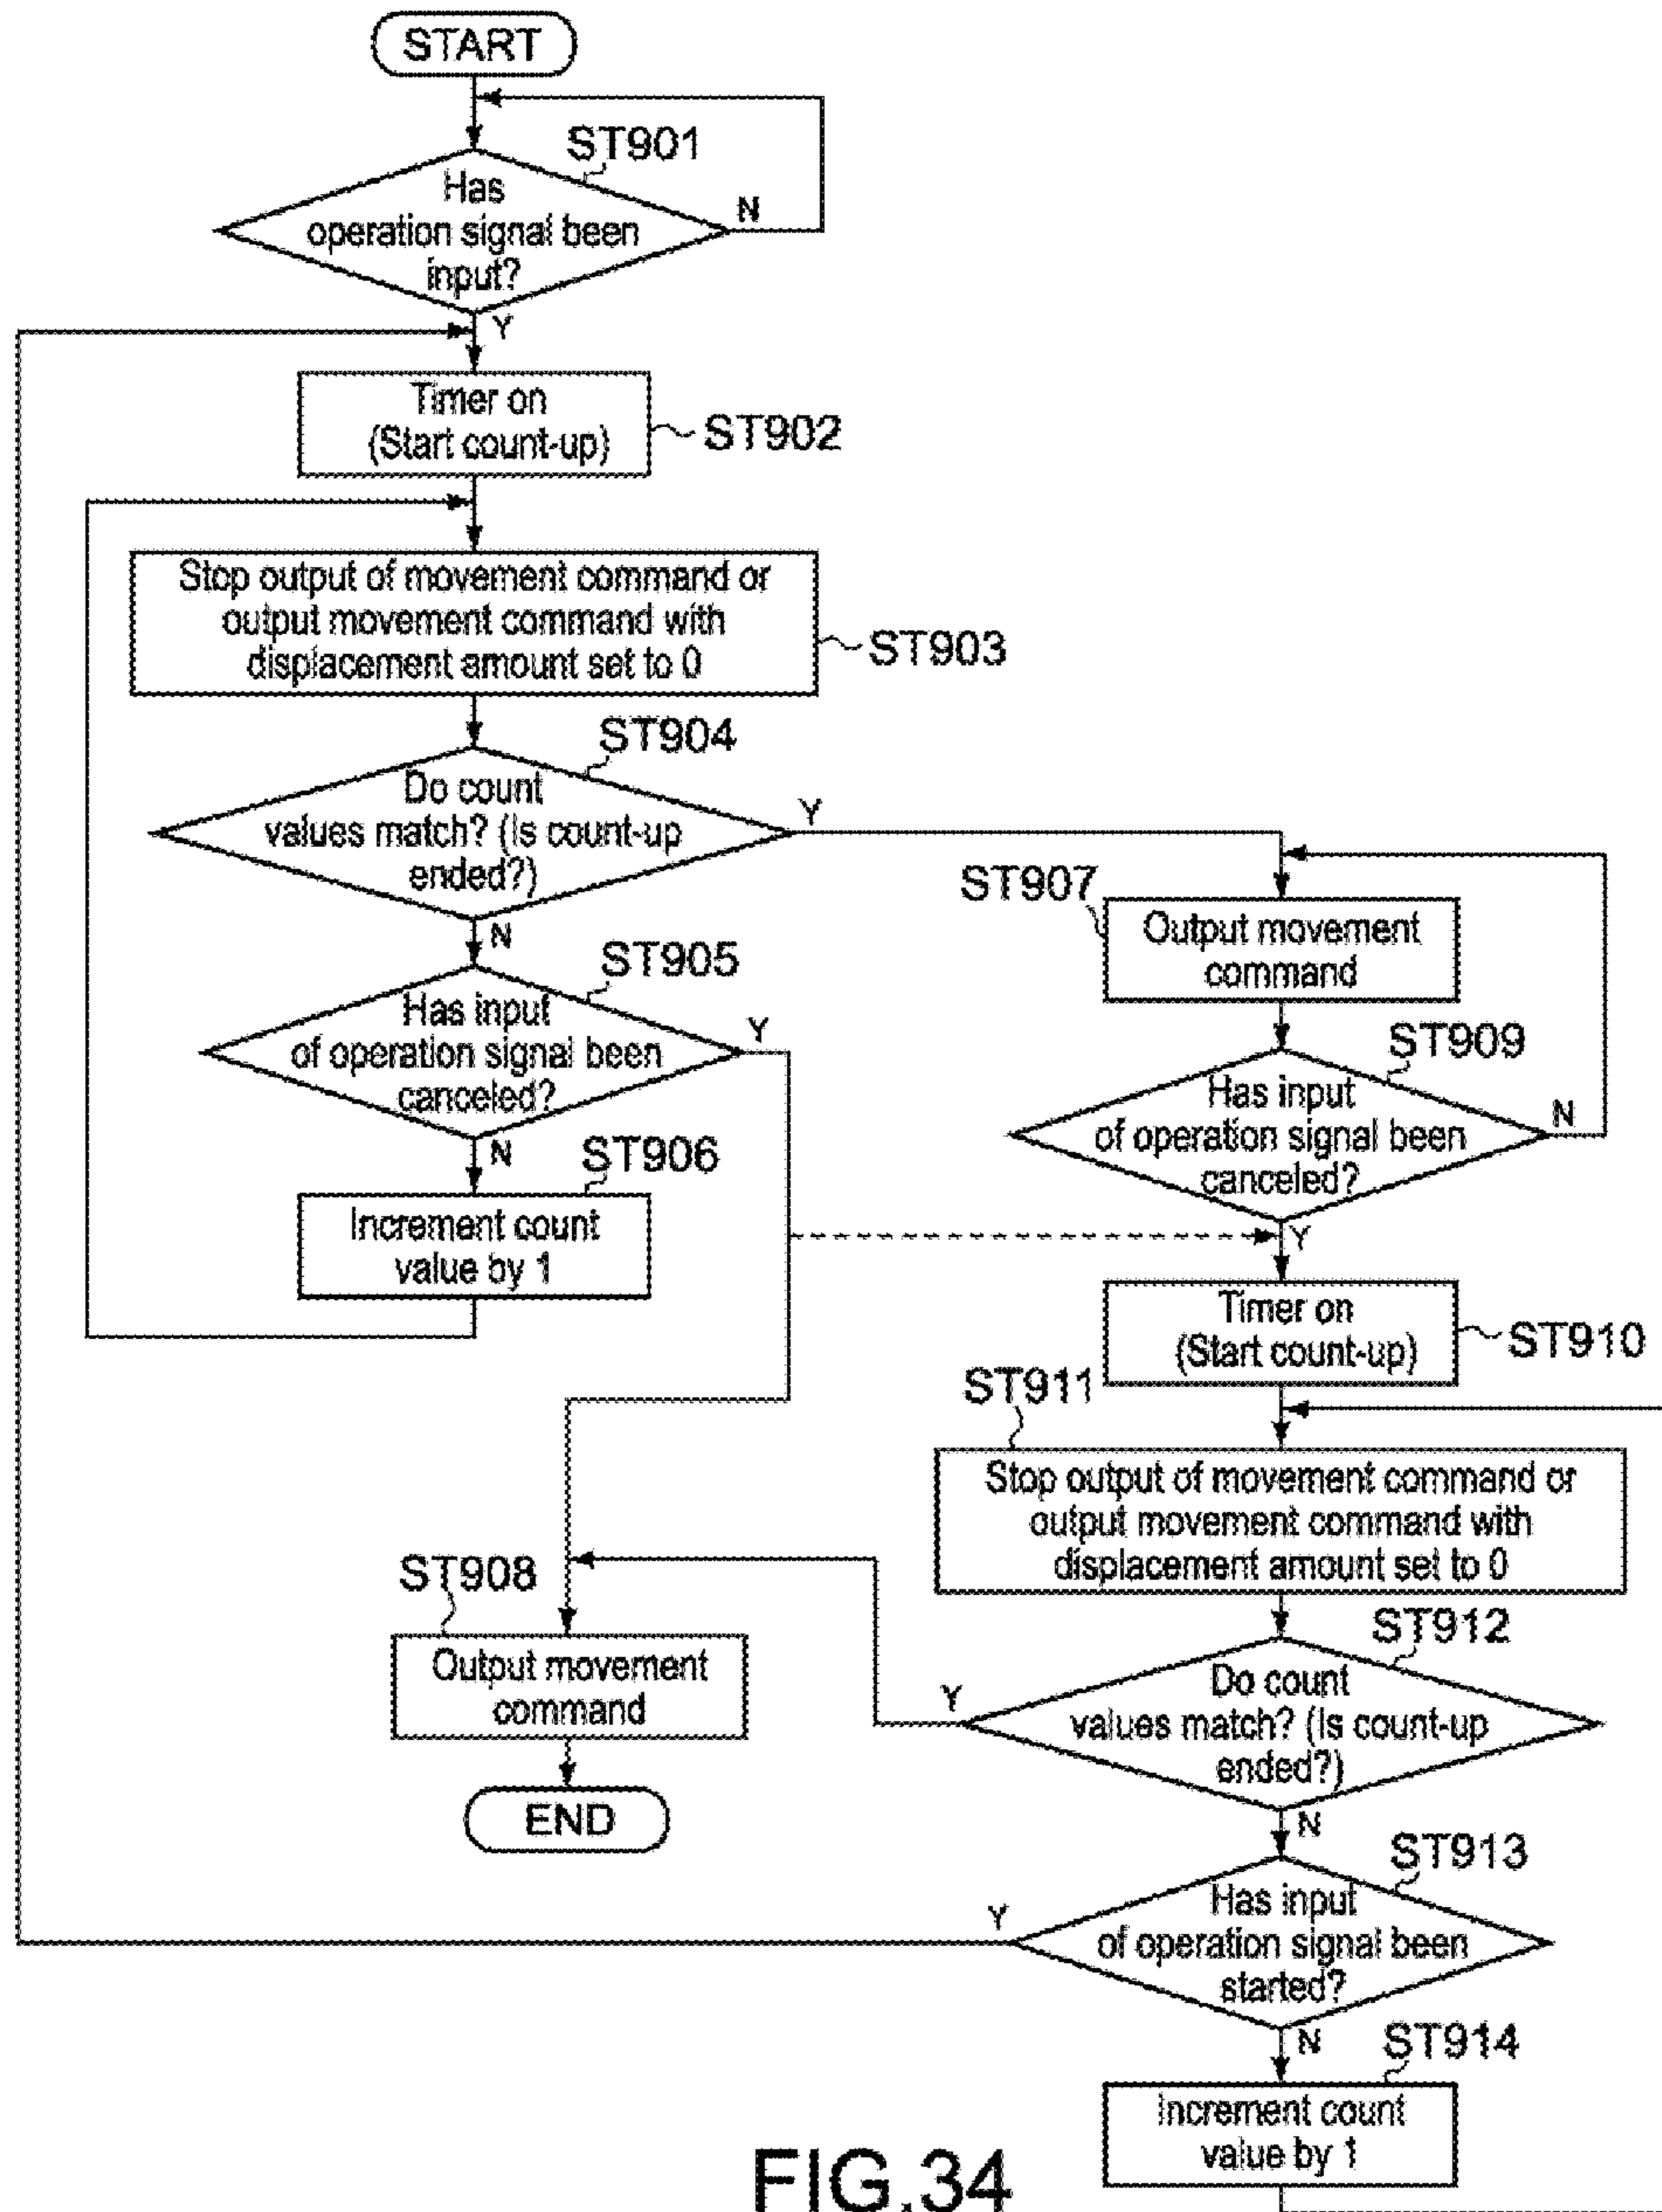 START
ST901
Has
operation signal been
input?
N
Y
Timer on
(Start count-up)
ST902
Stop output of movement command or
output movement command with
displacement amount set to 0
ST903
ST904
Do count
values match? (Is count-up
ended?)
Y
N
ST905
Has input
of operation signal been
canceled?
Y
N
ST906
Increment count
value by 1
ST907
Output movement
command
ST909
Has input
of operation signal been
canceled?
N
Y
Timer on
(Start count-up)
ST910
ST911
Stop output of movement command or
output movement command with
displacement amount set to 0
ST908
Output movement
command
END
ST912
Do count
values match? (Is count-up
ended?)
Y
N
ST913
Has input
of operation signal been
started?
Y
N
ST914
Increment count
value by 1
FIG.34